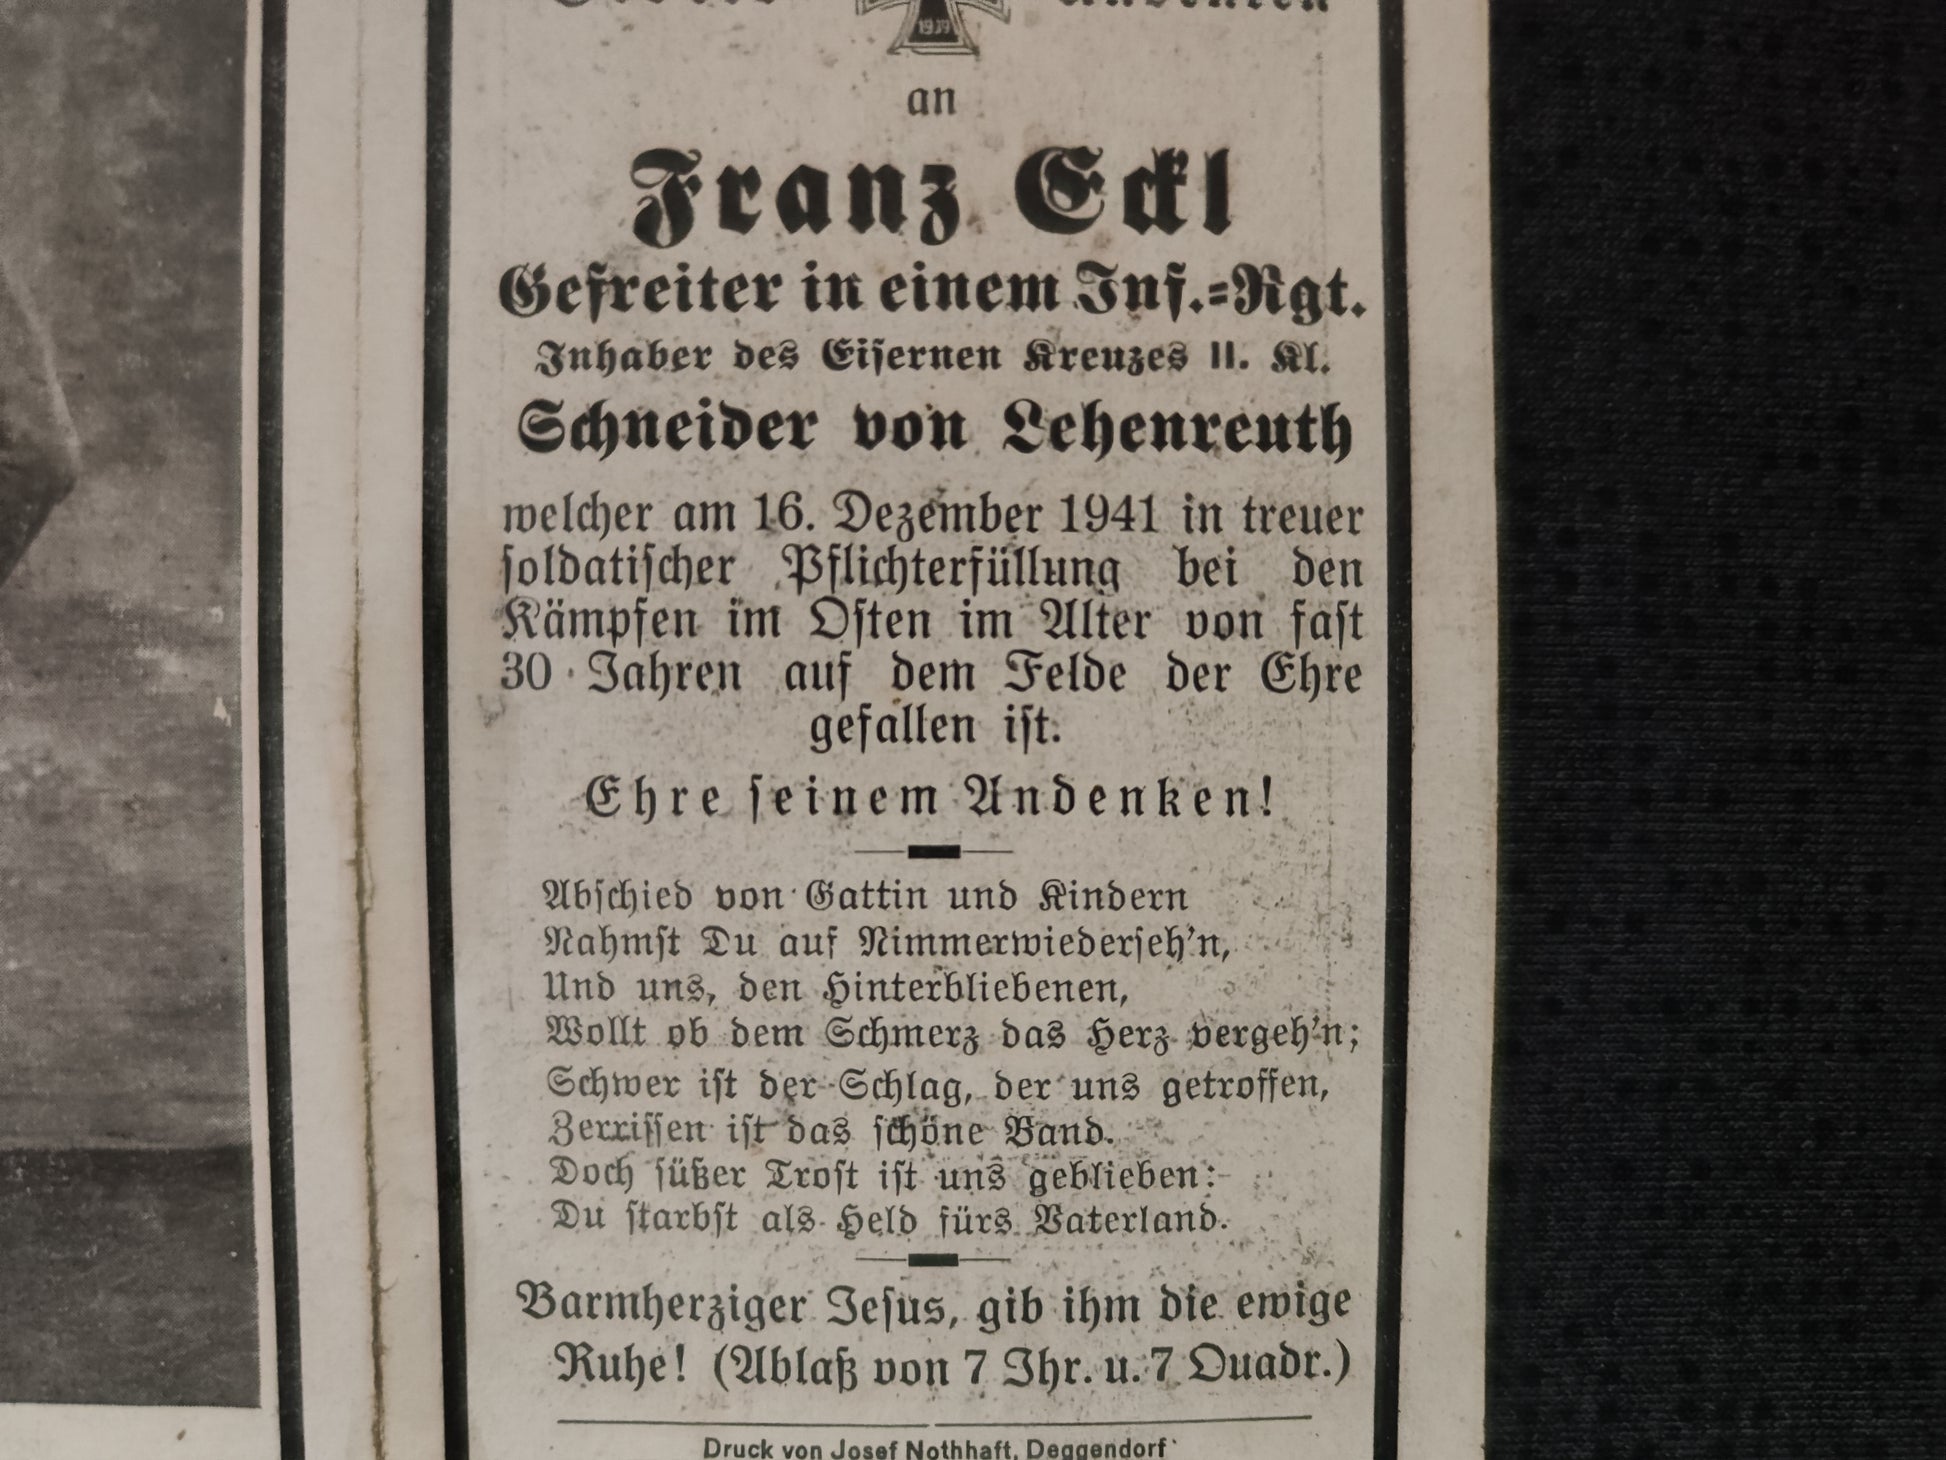 Andenken
1939
an
Franz Eckl
Gefreiter in einem Inf.=Rgt.
Inhaber des Eisernen Kreuzes II. Kl.
Schneider von Lehenreuth
welcher am 16. Dezember 1941 in treuer
soldatischer Pflichterfüllung bei den
Kämpfen im Osten im Alter von fast
30 Jahren auf dem Felde der Ehre
gefallen ist.
Ehre seinem Andenken!
Abschied von Gattin und Kindern
Nahmst Du auf Nimmerwiederseh'n,
Und uns, den Hinterbliebenen,
Wollt ob dem Schmerz das Herz vergeh'n;
Schwer ist der Schlag, der uns getroffen,
Zerrissen ist das schöne Band.
Doch süßer Trost ist uns geblieben:
Du starbst als Held fürs Vaterland.
Barmherziger Jesus, gib ihm die ewige
Ruhe! (Ablaß von 7 Jhr. u. 7 Quadr.)
Druck von Josef Nothhaft, Deggendorf